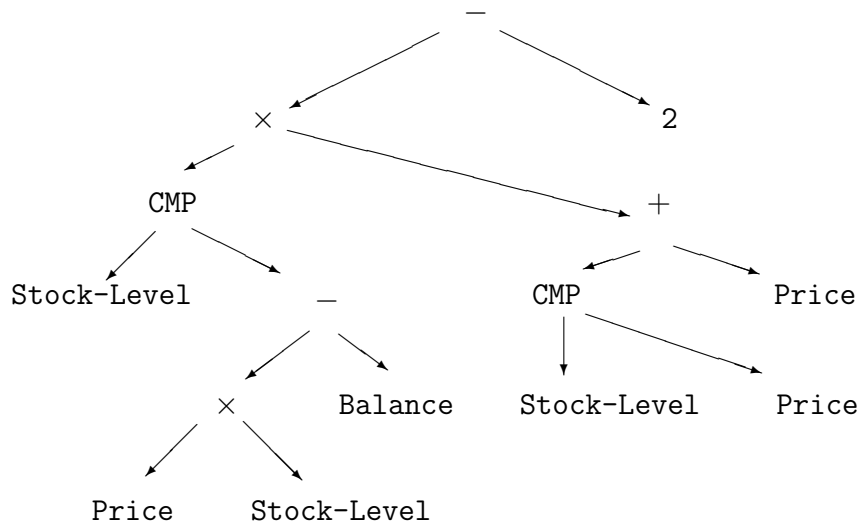 −
× 2
CMP +
Stock-Level − CMP Price
× Balance Stock-Level Price
Price Stock-Level